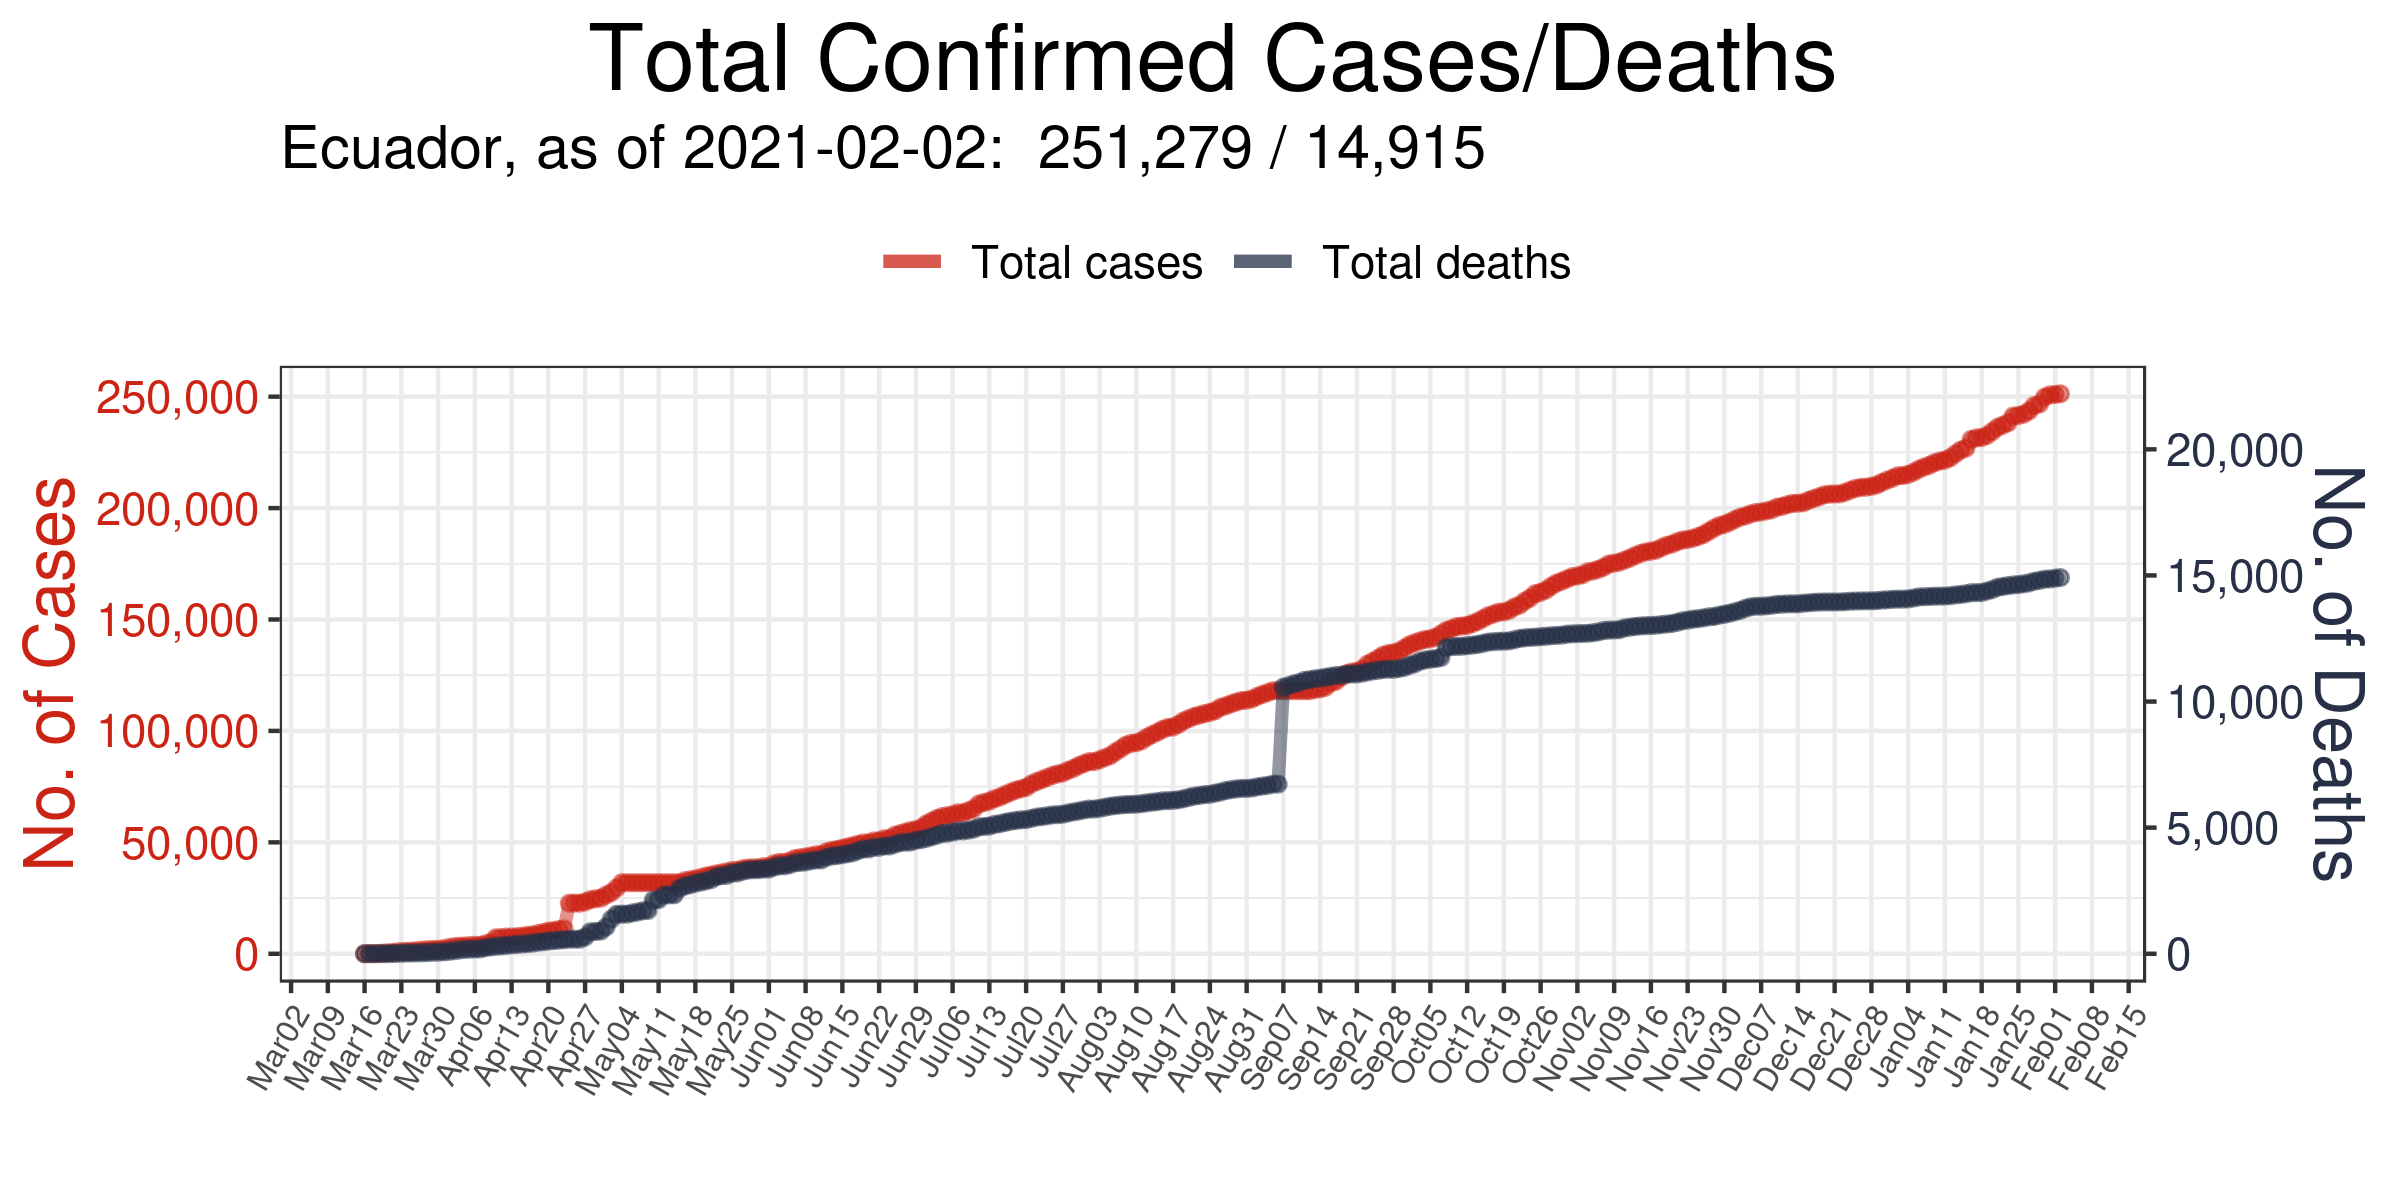 Total Confirmed Cases/Deaths
Ecuador, as of 2021-02-02:  251,279 / 14,915
Total cases
Total deaths
No. of Cases
250,000
200,000
150,000
100,000
50,000
0
20,000
15,000
10,000
5,000
0
No. of Deaths
Mar02
Mar09
Mar16
Mar23
Mar30
Apr06
Apr13
Apr20
Apr27
May04
May11
May18
May25
Jun01
Jun08
Jun15
Jun22
Jun29
Jul06
Jul13
Jul20
Jul27
Aug03
Aug10
Aug17
Aug24
Aug31
Sep07
Sep14
Sep21
Sep28
Oct05
Oct12
Oct19
Oct26
Nov02
Nov09
Nov16
Nov23
Nov30
Dec07
Dec14
Dec21
Dec28
Jan04
Jan11
Jan18
Jan25
Feb01
Feb08
Feb15